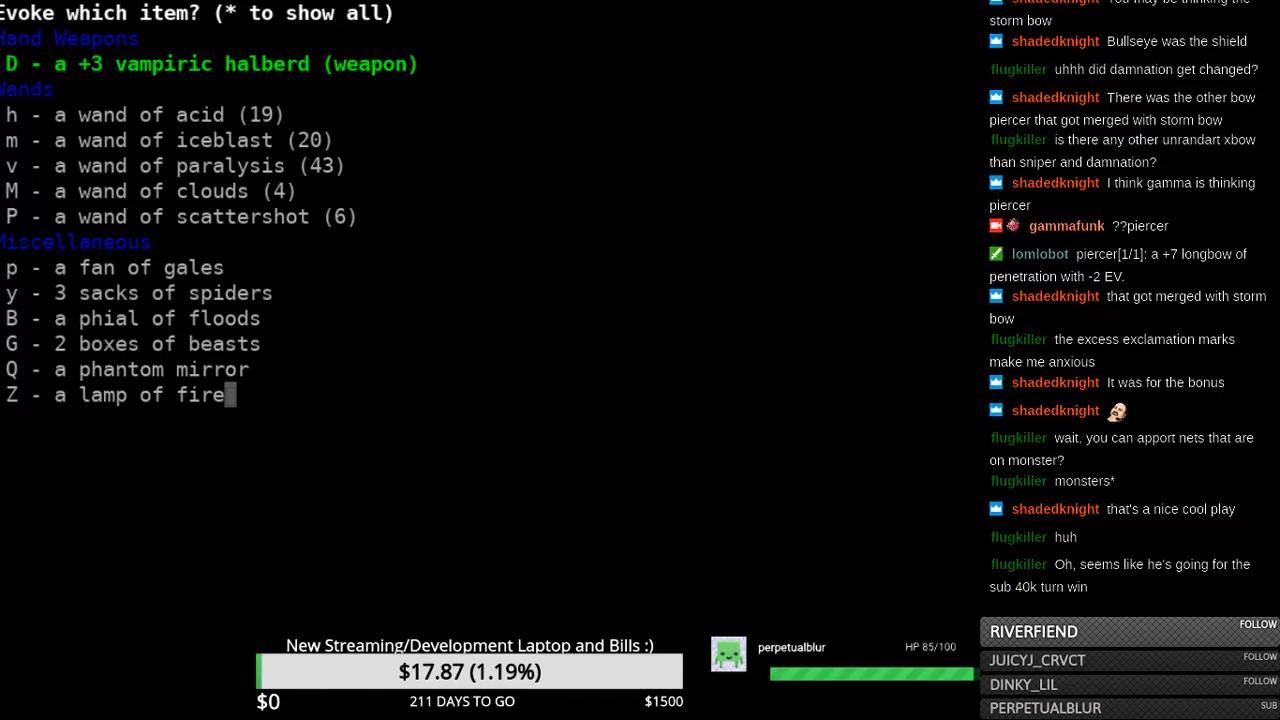 Evoke which item? (* to show all)
Hand Weapons
D - a +3 vampiric halberd (weapon)
Wands
h - a wand of acid (19)
m - a wand of iceblast (20)
v - a wand of paralysis (43)
M - a wand of clouds (4)
P - a wand of scattershot (6)
Miscellaneous
p - a fan of gales
y - 3 sacks of spiders
B - a phial of floods
G - 2 boxes of beasts
Q - a phantom mirror
Z - a lamp of fire
storm bow
shadedknight Bullseye was the shield
flugkiller uhhh did damnation get changed?
shadedknight There was the other bow
piercer that got merged with storm bow
flugkiller is there any other unrandart xbow
than sniper and damnation?
shadedknight I think gamma is thinking
piercer
gammafunk ??piercer
lomlobot piercer[1/1]: a +7 longbow of
penetration with -2 EV.
shadedknight that got merged with storm
bow
flugkiller the excess exclamation marks
make me anxious
shadedknight It was for the bonus
shadedknight
flugkiller wait, you can apport nets that are
on monster?
flugkiller monsters*
shadedknight that's a nice cool play
flugkiller huh
flugkiller Oh, seems like he's going for the
sub 40k turn win
New Streaming/Development Laptop and Bills :)
$17.87 (1.19%)
$0 211 DAYS TO GO $1500
perpetualblur HP 85/100
RIVERFIEND FOLLOW
JUICYJ_CRVCT FOLLOW
DINKY_LIL FOLLOW
PERPETUALBLUR SUB